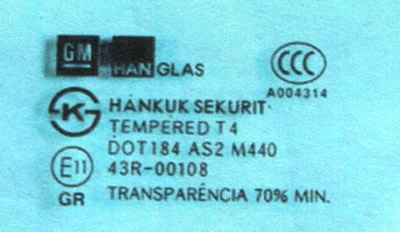 GM HANGLAS CCC
A004314
K HANKUK SEKURIT
TEMPERED T4
DOT184 AS2 M440
E11 43R-00108
GR TRANSPARÊNCIA 70% MIN.